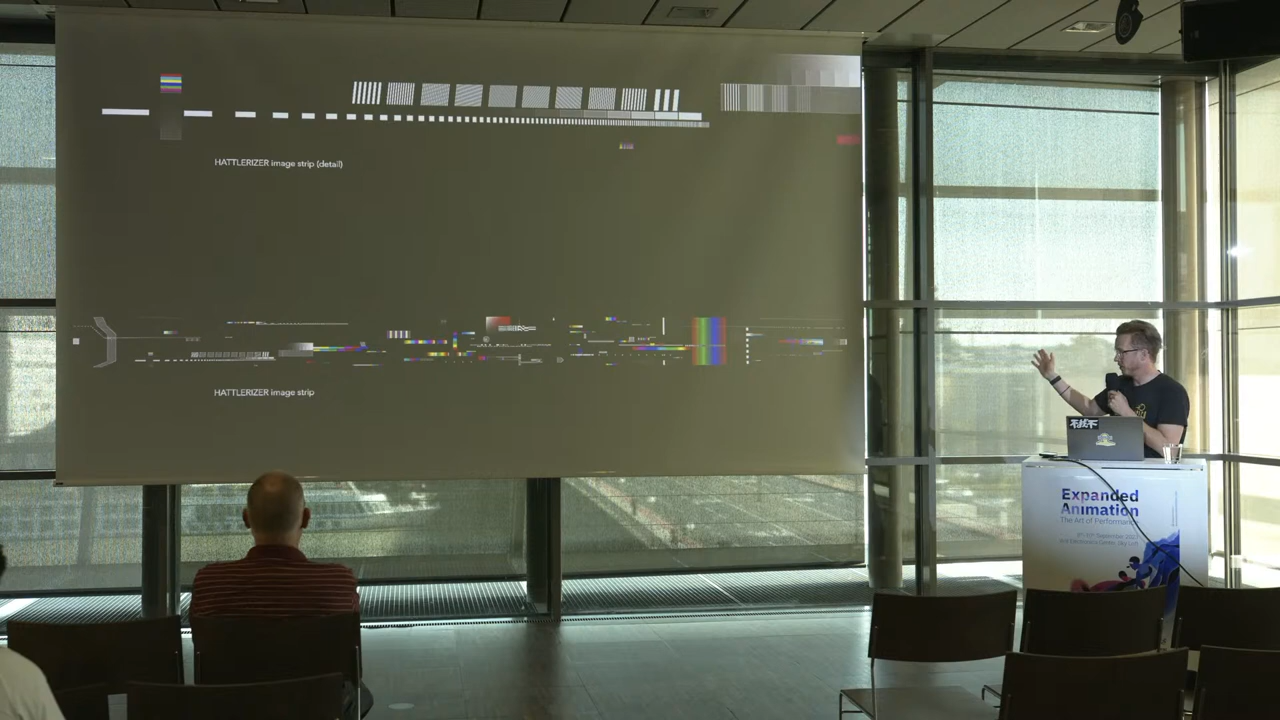 HATTLERIZER image strip (detail)
HATTLERIZER image strip
Expanded
Animation
The Art of Performance